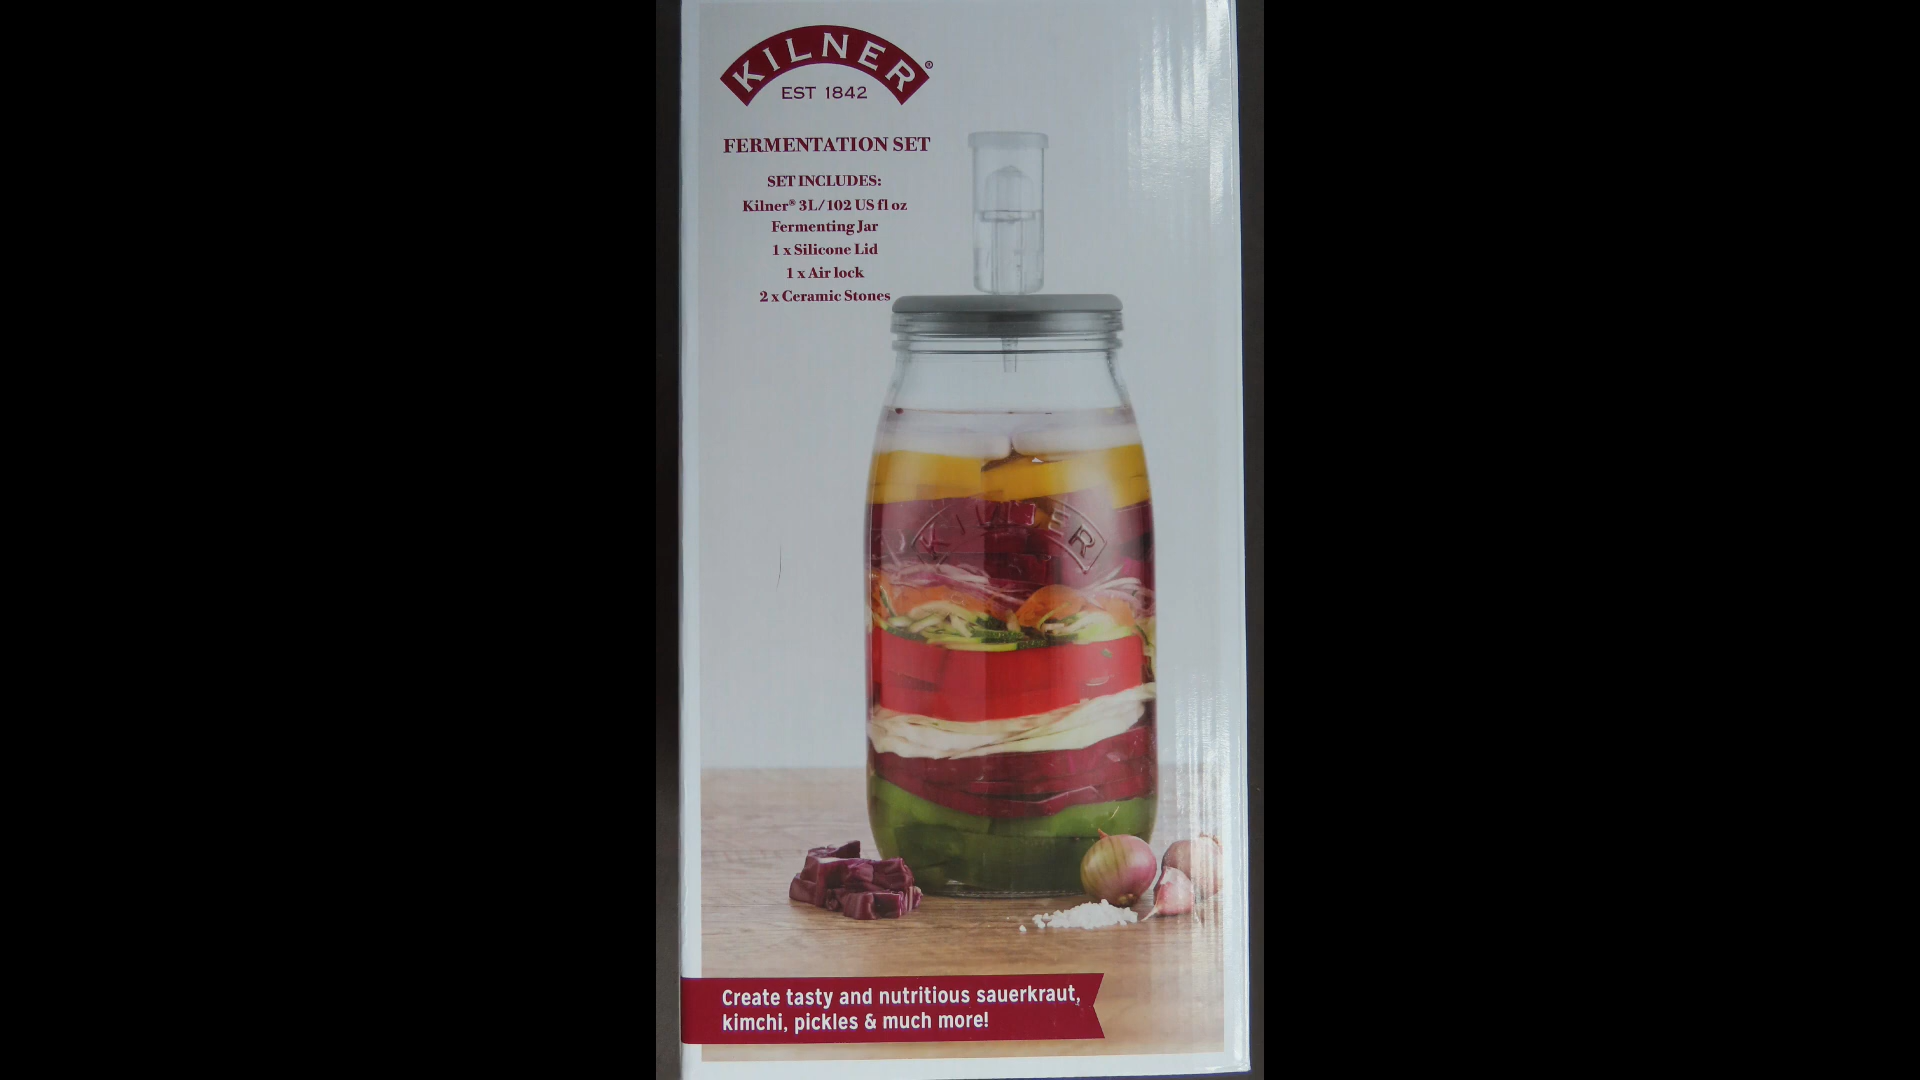 KILNER®
EST 1842
FERMENTATION SET
SET INCLUDES:
Kilner® 3L/102 US fl oz
Fermenting Jar
1 x Silicone Lid
1 x Air lock
2 x Ceramic Stones
KILNER
Create tasty and nutritious sauerkraut,
kimchi, pickles & much more!